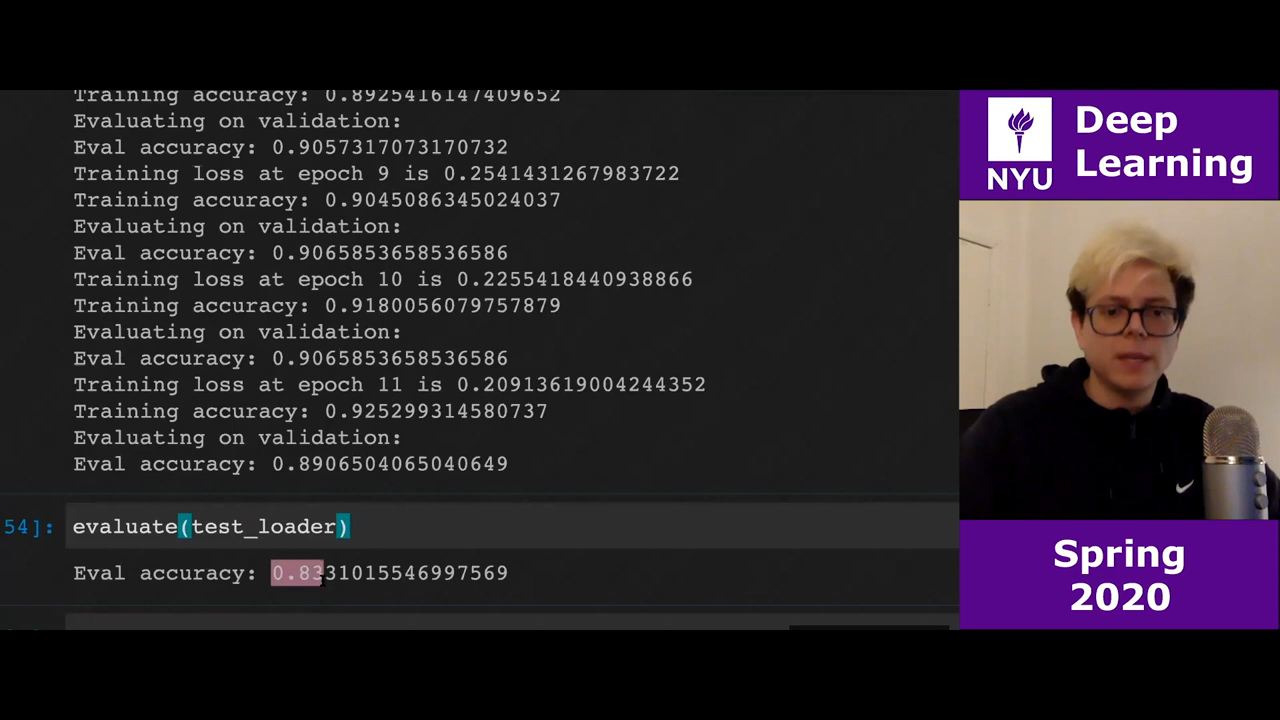 Training accuracy: 0.8925416147409652
Evaluating on validation:
Eval accuracy: 0.9057317073170732
Training loss at epoch 9 is 0.2541431267983722
Training accuracy: 0.9045086345024037
Evaluating on validation:
Eval accuracy: 0.9065853658536586
Training loss at epoch 10 is 0.2255418440938866
Training accuracy: 0.9180056079757879
Evaluating on validation:
Eval accuracy: 0.9065853658536586
Training loss at epoch 11 is 0.20913619004244352
Training accuracy: 0.925299314580737
Evaluating on validation:
Eval accuracy: 0.8906504065040649
54]: evaluate(test_loader)
Eval accuracy: 0.8331015546997569
NYU
Deep
Learning
Spring
2020